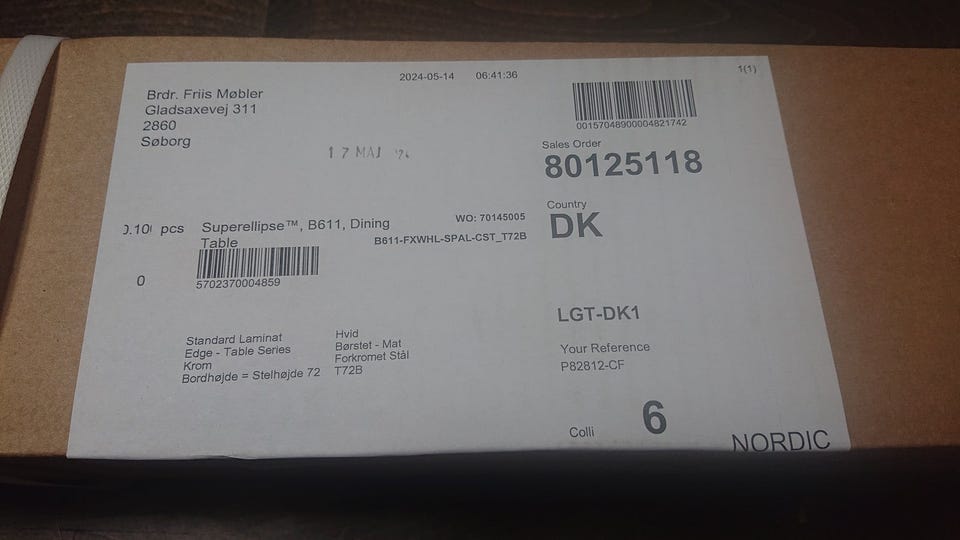 2024-05-14 06:41:36
1(1)
Brdr. Friis Møbler
Gladsaxevej 311
2860
Søborg
17 MAJ
00157048900004821742
Sales Order
80125118
Country
DK
pcs Superellipse™, B611, Dining
Table
WO: 70145005
B611-FXWHL-SPAL-CST_T72B
0
5702370004859
Standard Laminat Hvid
Edge - Table Series Børstet - Mat
Krom Forkromet Stål
Bordhøjde = Stelhøjde 72 T72B
LGT-DK1
Your Reference
P82812-CF
Colli 6
NORDIC